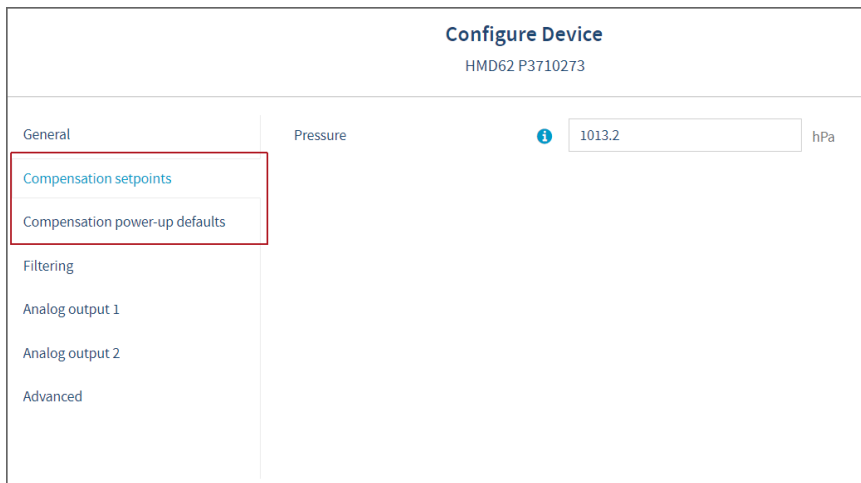 Configure Device
HMD62 P3710273
General
Compensation setpoints
Compensation power-up defaults
Filtering
Analog output 1
Analog output 2
Advanced
Pressure 1013.2 hPa